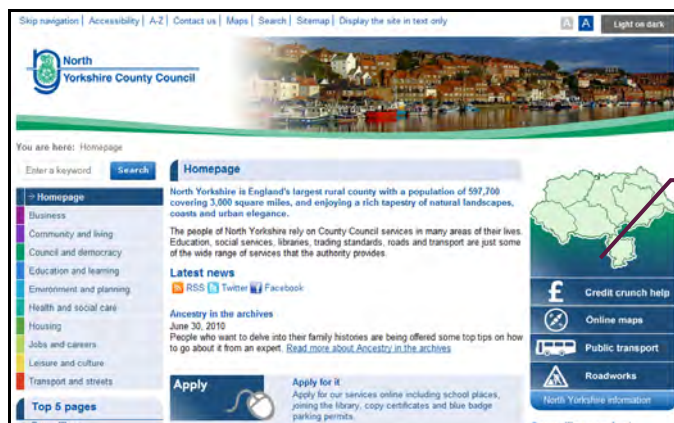 Skip navigation | Accessibility | A-Z | Contact us | Maps | Search | Sitemap | Display the site in text only
A A Light on dark
North
Yorkshire County Council
You are here: Homepage
Enter a keyword Search
Homepage
Business
Community and living
Council and democracy
Education and learning
Environment and planning
Health and social care
Housing
Jobs and careers
Leisure and culture
Transport and streets
Top 5 pages
Homepage
North Yorkshire is England's largest rural county with a population of 597,700
covering 3,000 square miles, and enjoying a rich tapestry of natural landscapes,
coasts and urban elegance.
The people of North Yorkshire rely on County Council services in many areas of their lives.
Education, social services, libraries, trading standards, roads and transport are just some
of the wide range of services that the authority provides.
Latest news
RSS Twitter Facebook
Ancestry in the archives
June 30, 2010
People who want to delve into their family histories are being offered some top tips on how
to go about it from an expert. Read more about Ancestry in the archives
Apply
Apply for it
Apply for our services online including school places,
joining the library, copy certificates and blue badge
parking permits.
£ Credit crunch help
Online maps
Public transport
Roadworks
North Yorkshire information